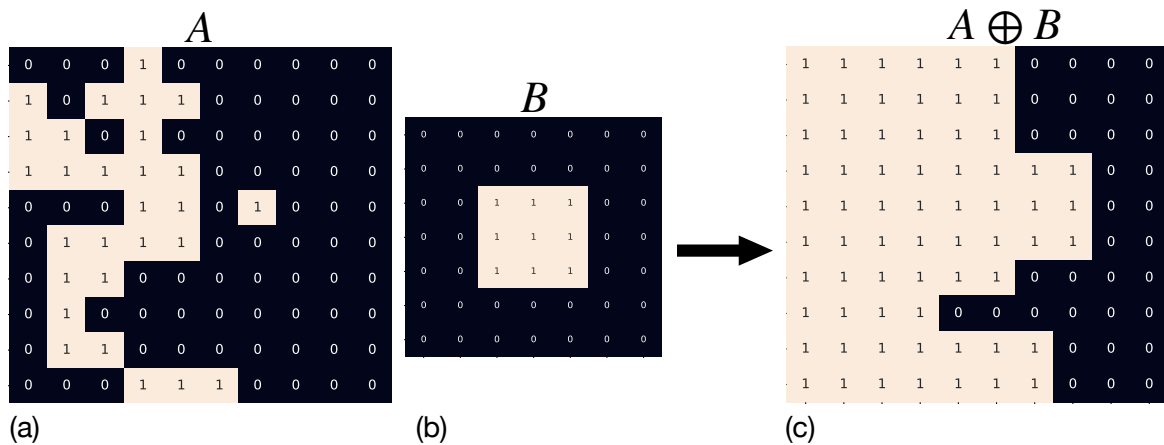 A
0 0 0 1 0 0 0 0 0 0
1 0 1 1 1 0 0 0 0 0
1 1 0 1 0 0 0 0 0 0
1 1 1 1 1 0 0 0 0 0
0 0 0 1 1 0 1 0 0 0
0 1 1 1 1 0 0 0 0 0
0 1 1 0 0 0 0 0 0 0
0 1 0 0 0 0 0 0 0 0
0 1 1 0 0 0 0 0 0 0
0 0 0 1 1 1 0 0 0 0
(a)
B
0 0 0 0 0 0 0
0 0 0 0 0 0 0
0 0 1 1 1 0 0
0 0 1 1 1 0 0
0 0 1 1 1 0 0
0 0 0 0 0 0 0
0 0 0 0 0 0 0
(b)
A ⊕ B
1 1 1 1 1 1 0 0 0 0
1 1 1 1 1 1 0 0 0 0
1 1 1 1 1 1 0 0 0 0
1 1 1 1 1 1 1 1 0 0
1 1 1 1 1 1 1 1 0 0
1 1 1 1 1 1 1 1 0 0
1 1 1 1 1 1 0 0 0 0
1 1 1 1 0 0 0 0 0 0
1 1 1 1 1 1 1 0 0 0
1 1 1 1 1 1 1 0 0 0
(c)